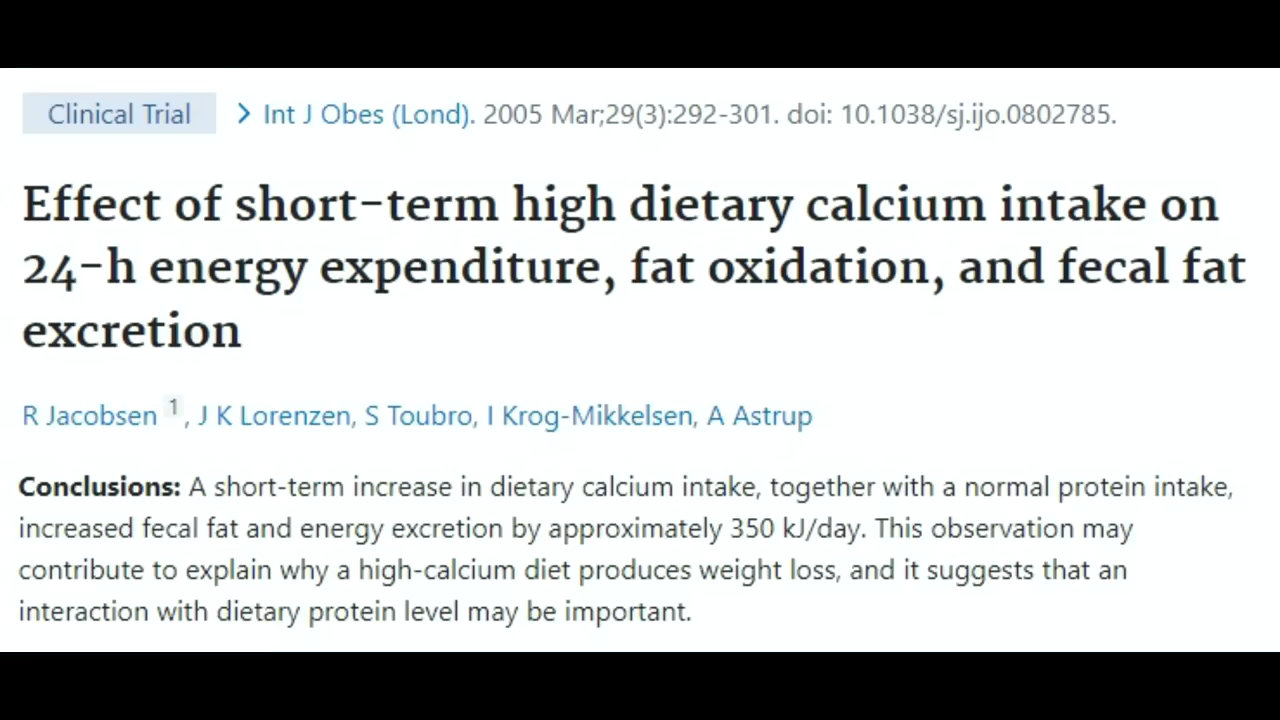 Clinical Trial > Int J Obes (Lond). 2005 Mar;29(3):292-301. doi: 10.1038/sj.ijo.0802785.
Effect of short-term high dietary calcium intake on
24-h energy expenditure, fat oxidation, and fecal fat
excretion
R Jacobsen 1, J K Lorenzen, S Toubro, I Krog-Mikkelsen, A Astrup
Conclusions: A short-term increase in dietary calcium intake, together with a normal protein intake,
increased fecal fat and energy excretion by approximately 350 kJ/day. This observation may
contribute to explain why a high-calcium diet produces weight loss, and it suggests that an
interaction with dietary protein level may be important.